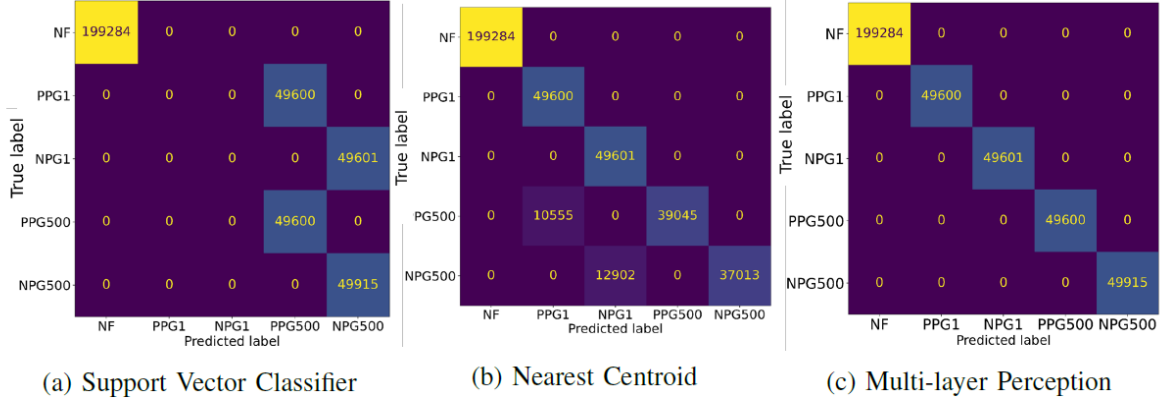 True label
NF 199284 0 0 0 0
PPG1 0 0 0 49600 0
NPG1 0 0 0 0 49601
PPG500 0 0 0 49600 0
NPG500 0 0 0 0 49915
NF PPG1 NPG1 PPG500 NPG500
Predicted label
(a) Support Vector Classifier
True label
NF 199284 0 0 0 0
PPG1 0 49600 0 0 0
NPG1 0 0 49601 0 0
PG500 0 10555 0 39045 0
NPG500 0 0 12902 0 37013
NF PPG1 NPG1 PPG500 NPG500
Predicted label
(b) Nearest Centroid
True label
NF 199284 0 0 0 0
PPG1 0 49600 0 0 0
NPG1 0 0 49601 0 0
PPG500 0 0 0 49600 0
NPG500 0 0 0 0 49915
NF PPG1 NPG1 PPG500 NPG500
Predicted label
(c) Multi-layer Perception